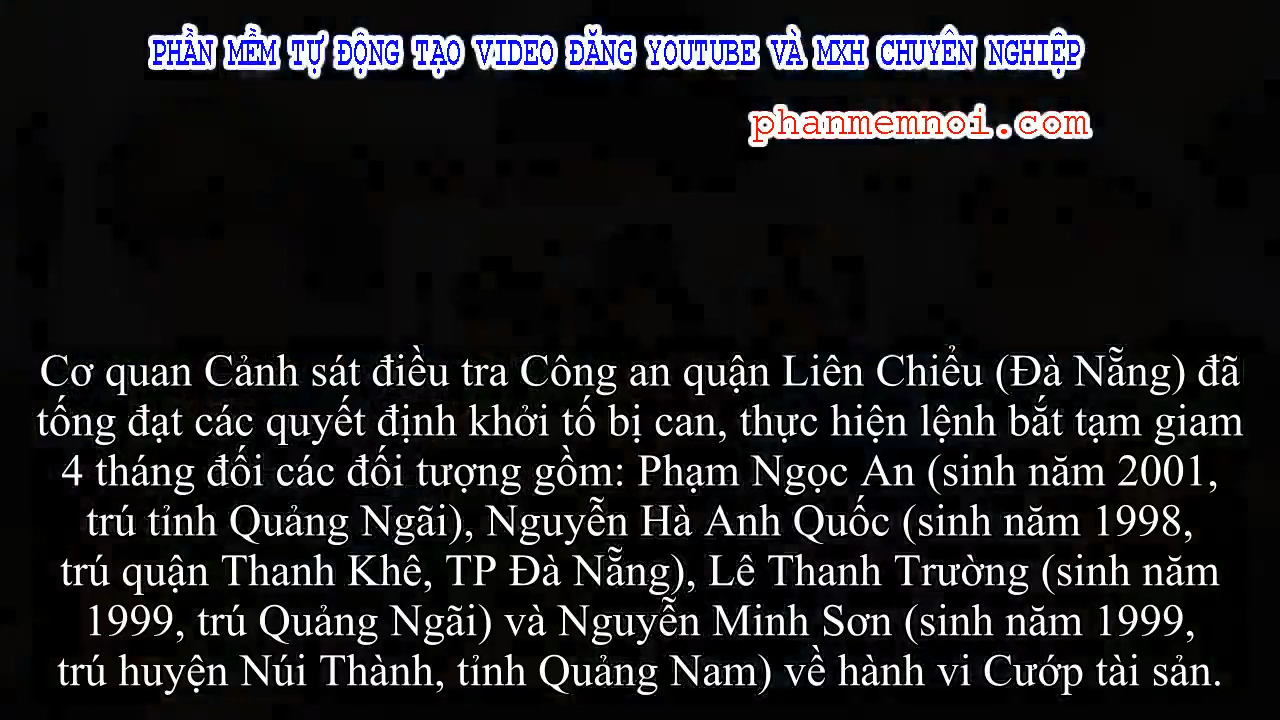 PHẦN MỀM TỰ ĐỘNG TẠO VIDEO ĐĂNG YOUTUBE VÀ MXH CHUYÊN NGHIỆP
phanmemnoi.com
Cơ quan Cảnh sát điều tra Công an quận Liên Chiểu (Đà Nẵng) đã
tống đạt các quyết định khởi tố bị can, thực hiện lệnh bắt tạm giam
4 tháng đối các đối tượng gồm: Phạm Ngọc An (sinh năm 2001,
trú tỉnh Quảng Ngãi), Nguyễn Hà Anh Quốc (sinh năm 1998,
trú quận Thanh Khê, TP Đà Nẵng), Lê Thanh Trường (sinh năm
1999, trú Quảng Ngãi) và Nguyễn Minh Sơn (sinh năm 1999,
trú huyện Núi Thành, tỉnh Quảng Nam) về hành vi Cướp tài sản.